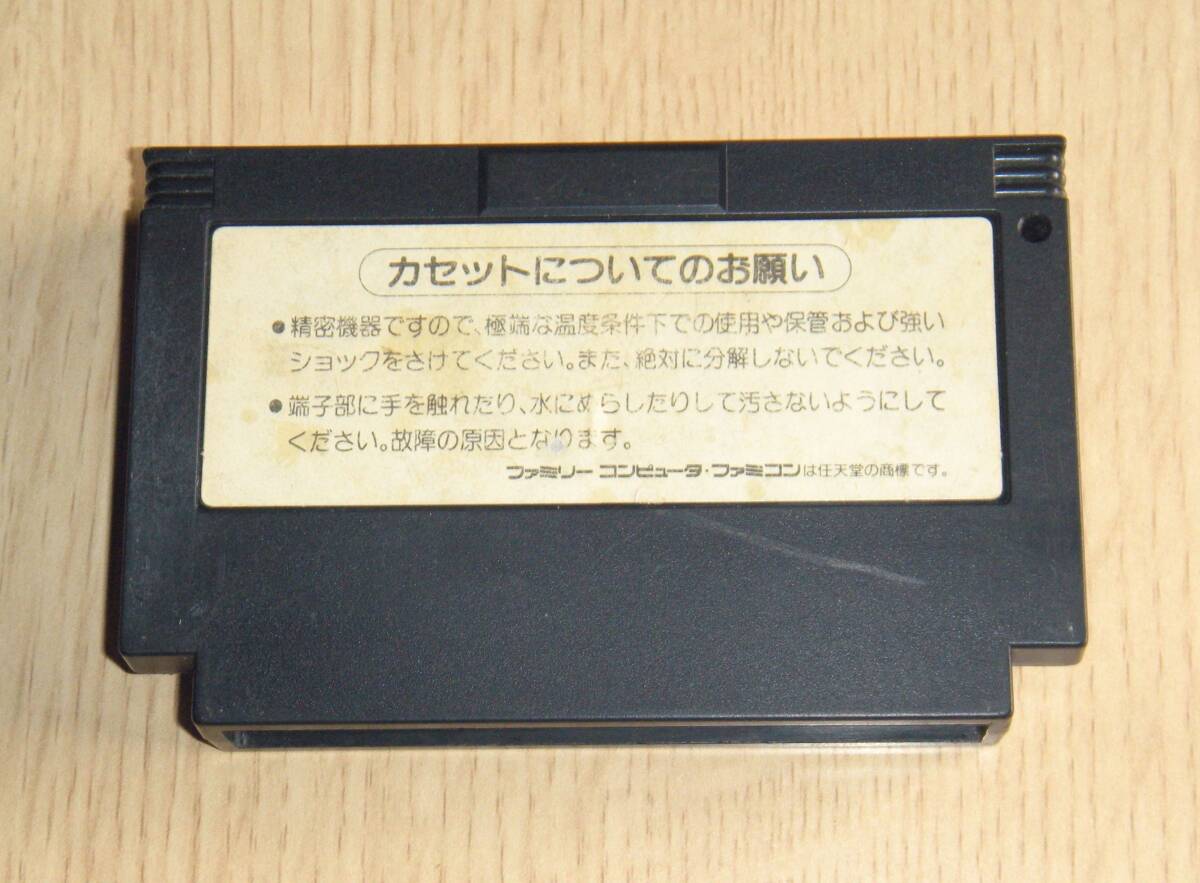 カセットについてのお願い
●精密機器ですので、極端な温度条件下での使用や保管および強い
ショックをさけてください。また、絶対に分解しないでください。
●端子部に手を触れたり、水にぬらしたりして汚さないようにして
ください。故障の原因となります。
ファミリー コンピュータ・ファミコンは任天堂の商標です。